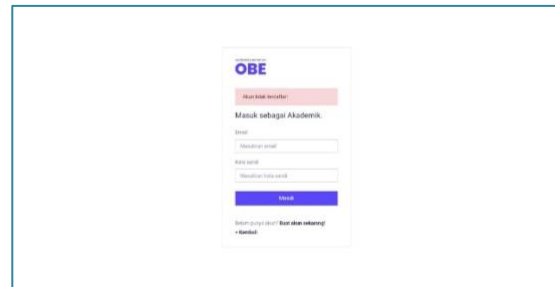 OBE
Akun tidak terdaftar!
Masuk sebagai Akademik
Email
Masukkan email
Kata sandi
Masukkan kata sandi
Masuk
Belum punya akun? Buat akun sekarang!
« Kembali